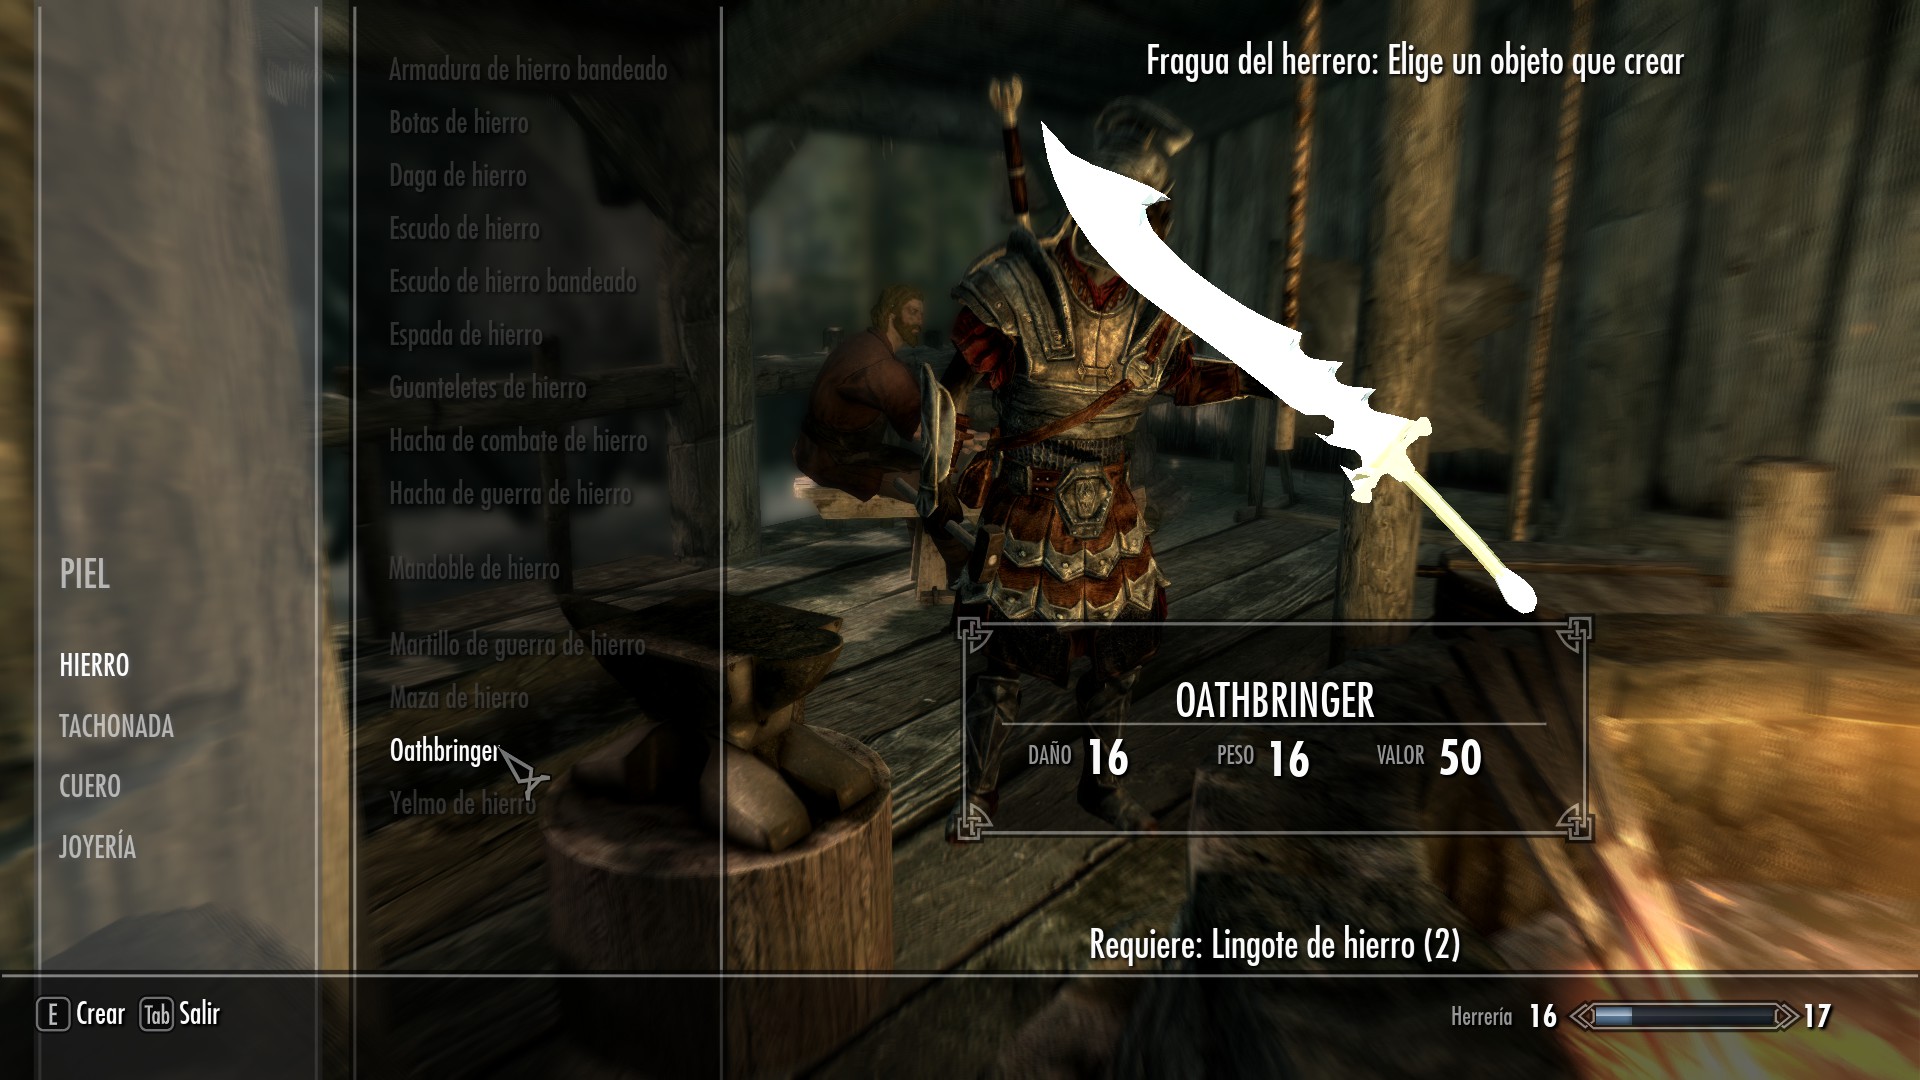 Fragua del herrero: Elige un objeto que crear
PIEL
HIERRO
TACHONADA
CUERO
JOYERÍA
Armadura de hierro bandeado
Botas de hierro
Daga de hierro
Escudo de hierro
Escudo de hierro bandeado
Espada de hierro
Guanteletes de hierro
Hacha de combate de hierro
Hacha de guerra de hierro
Mandoble de hierro
Martillo de guerra de hierro
Maza de hierro
Oathbringer
Yelmo de hierro
OATHBRINGER
DAÑO 16 PESO 16 VALOR 50
Requiere: Lingote de hierro (2)
E Crear Tab Salir
Herrería 16 17